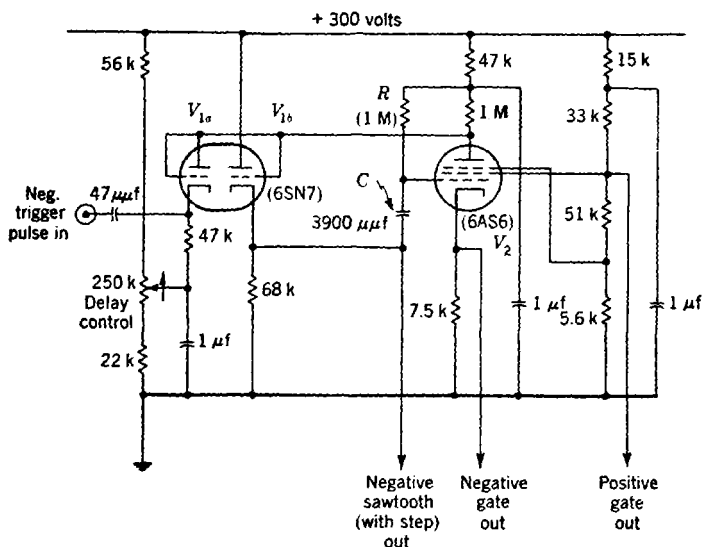 + 300 volts
56 k
47 k
15 k
R
(1 M)
1 M
33 k
V1a
V1b
(6SN7)
C
3900 μμf
(6AS6)
V2
51 k
Neg.
trigger
pulse in
47 μμf
47 k
250 k
Delay
control
68 k
7.5 k
1 μf
5.6 k
1 μf
22 k
1 μf
Negative
sawtooth
(with step)
out
Negative
gate
out
Positive
gate
out